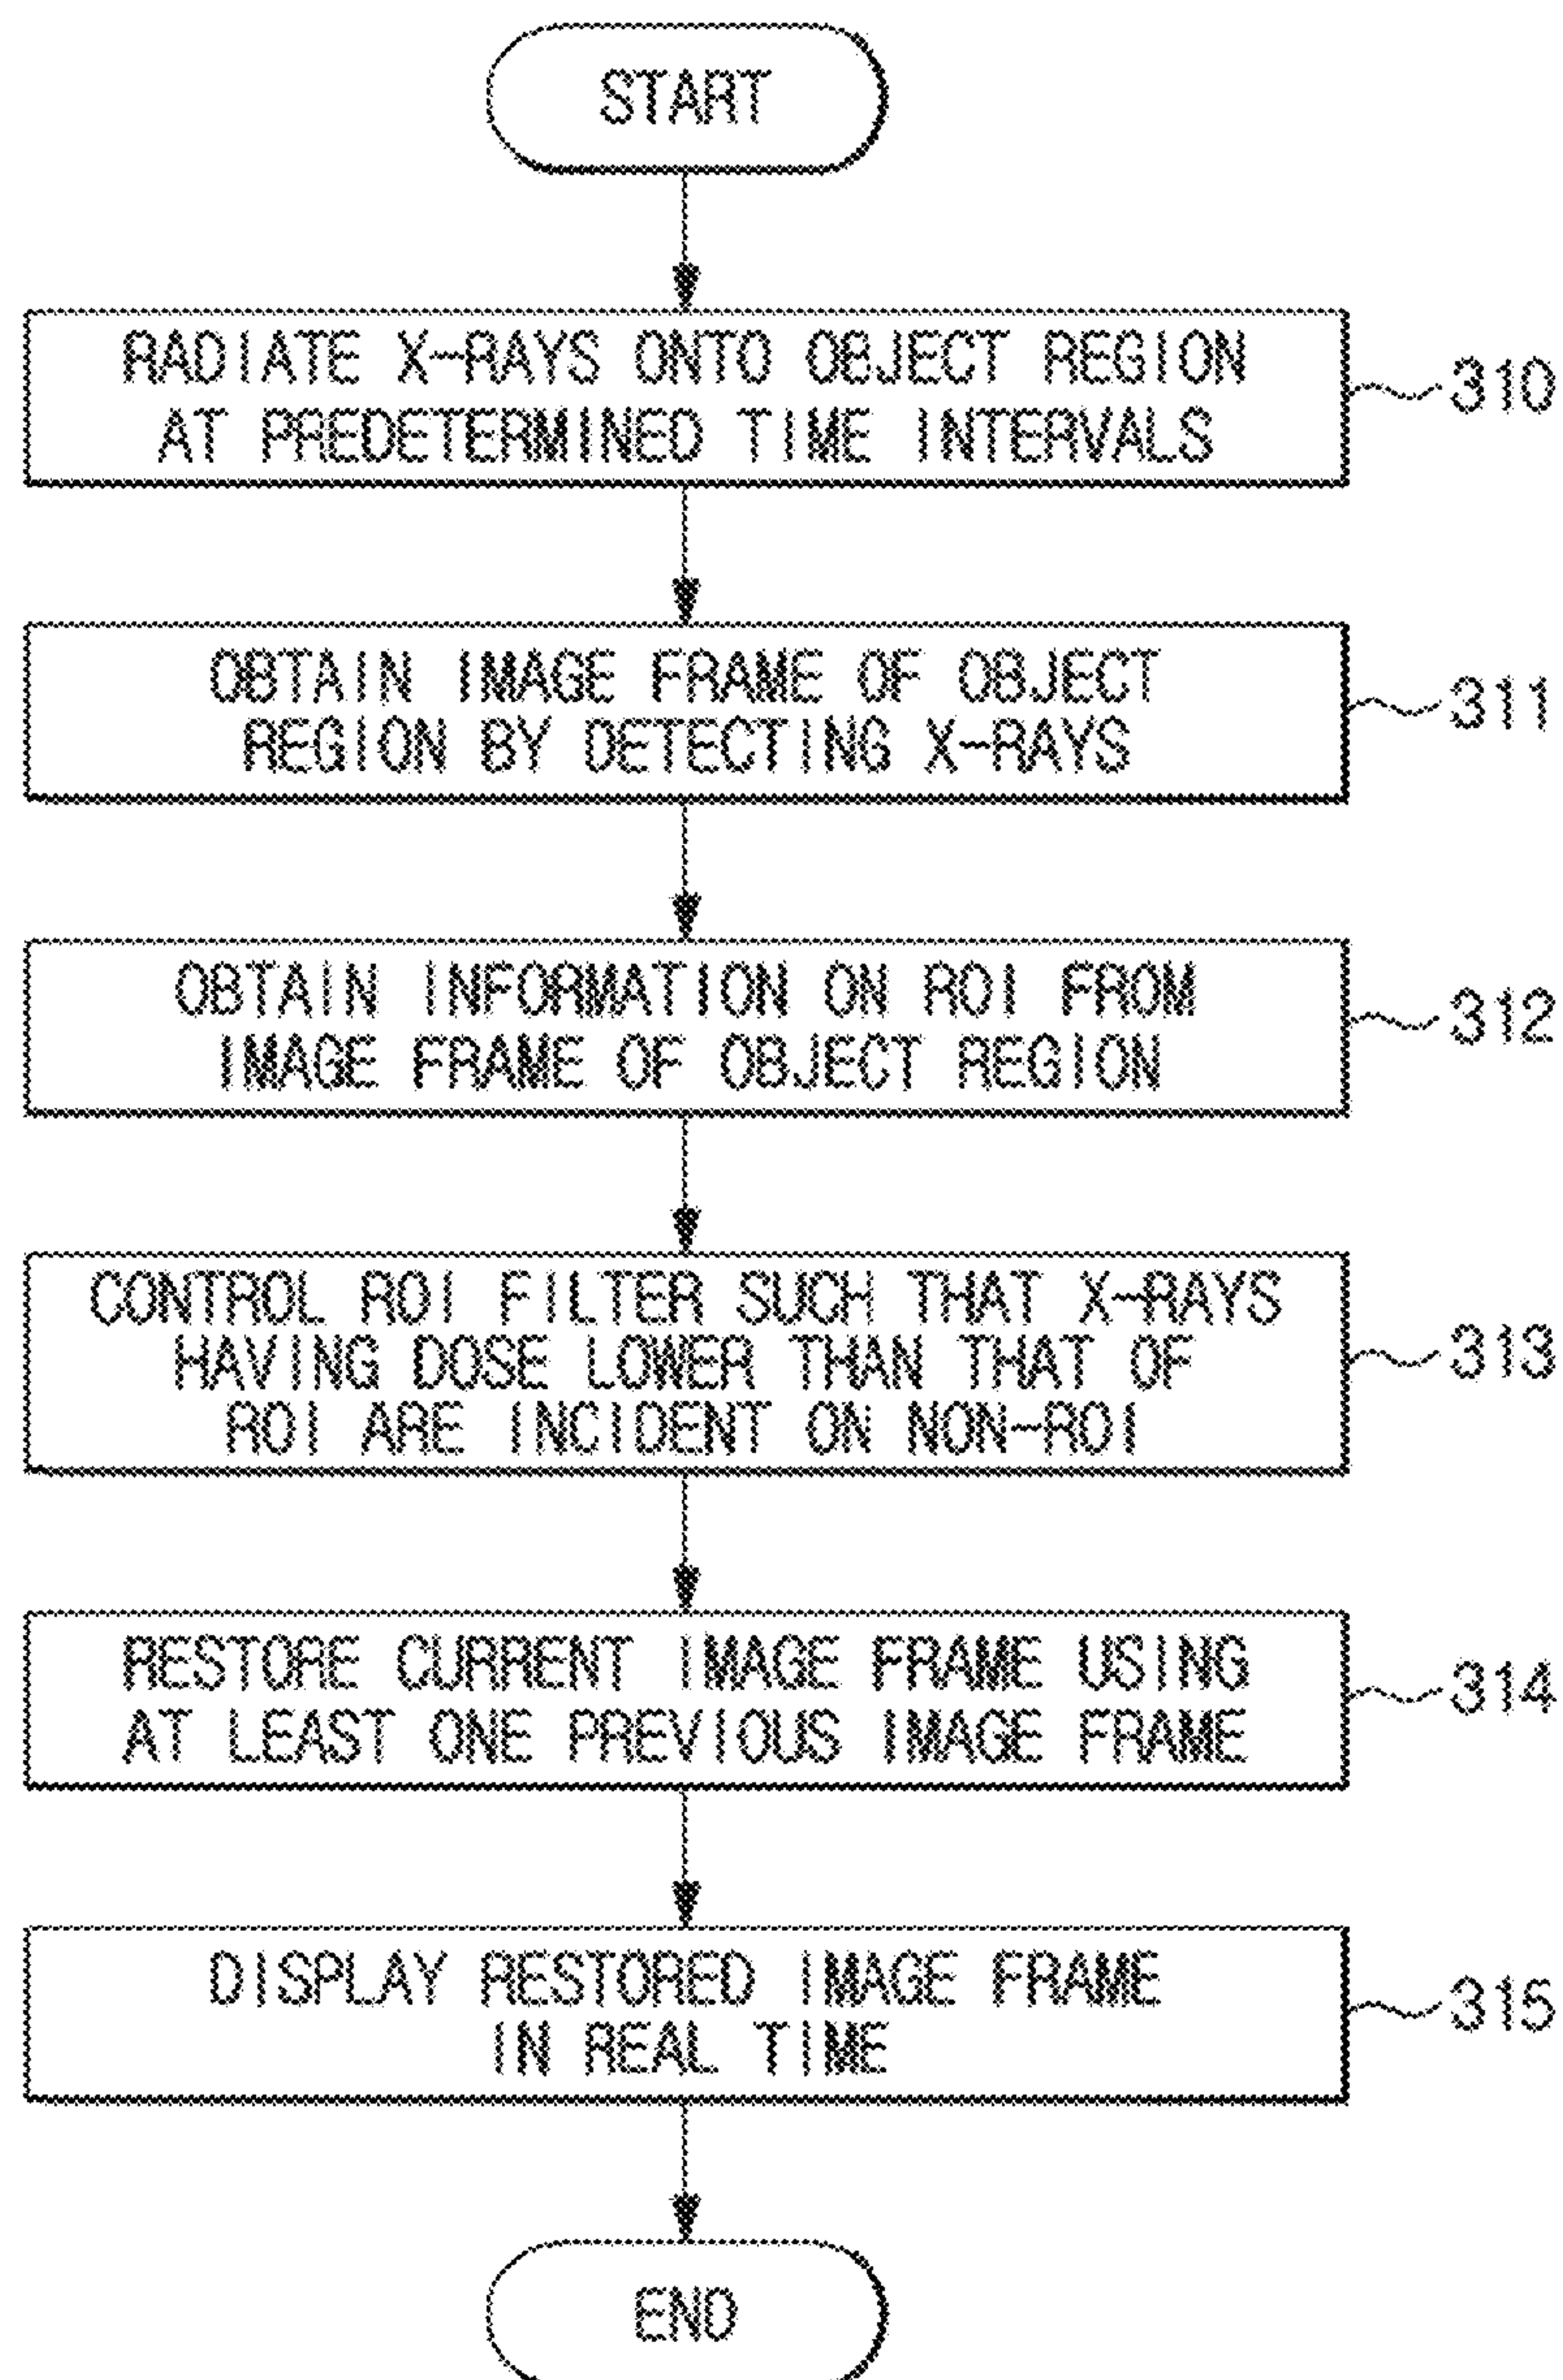 START
RADIATE X-RAYS ONTO OBJECT REGION
AT PREDETERMINED TIME INTERVALS
310
OBTAIN IMAGE FRAME OF OBJECT
REGION BY DETECTING X-RAYS
311
OBTAIN INFORMATION ON ROI FROM
IMAGE FRAME OF OBJECT REGION
312
CONTROL ROI FILTER SUCH THAT X-RAYS
HAVING DOSE LOWER THAN THAT OF
ROI ARE INCIDENT ON NON-ROI
313
RESTORE CURRENT IMAGE FRAME USING
AT LEAST ONE PREVIOUS IMAGE FRAME
314
DISPLAY RESTORED IMAGE FRAME
IN REAL TIME
315
END